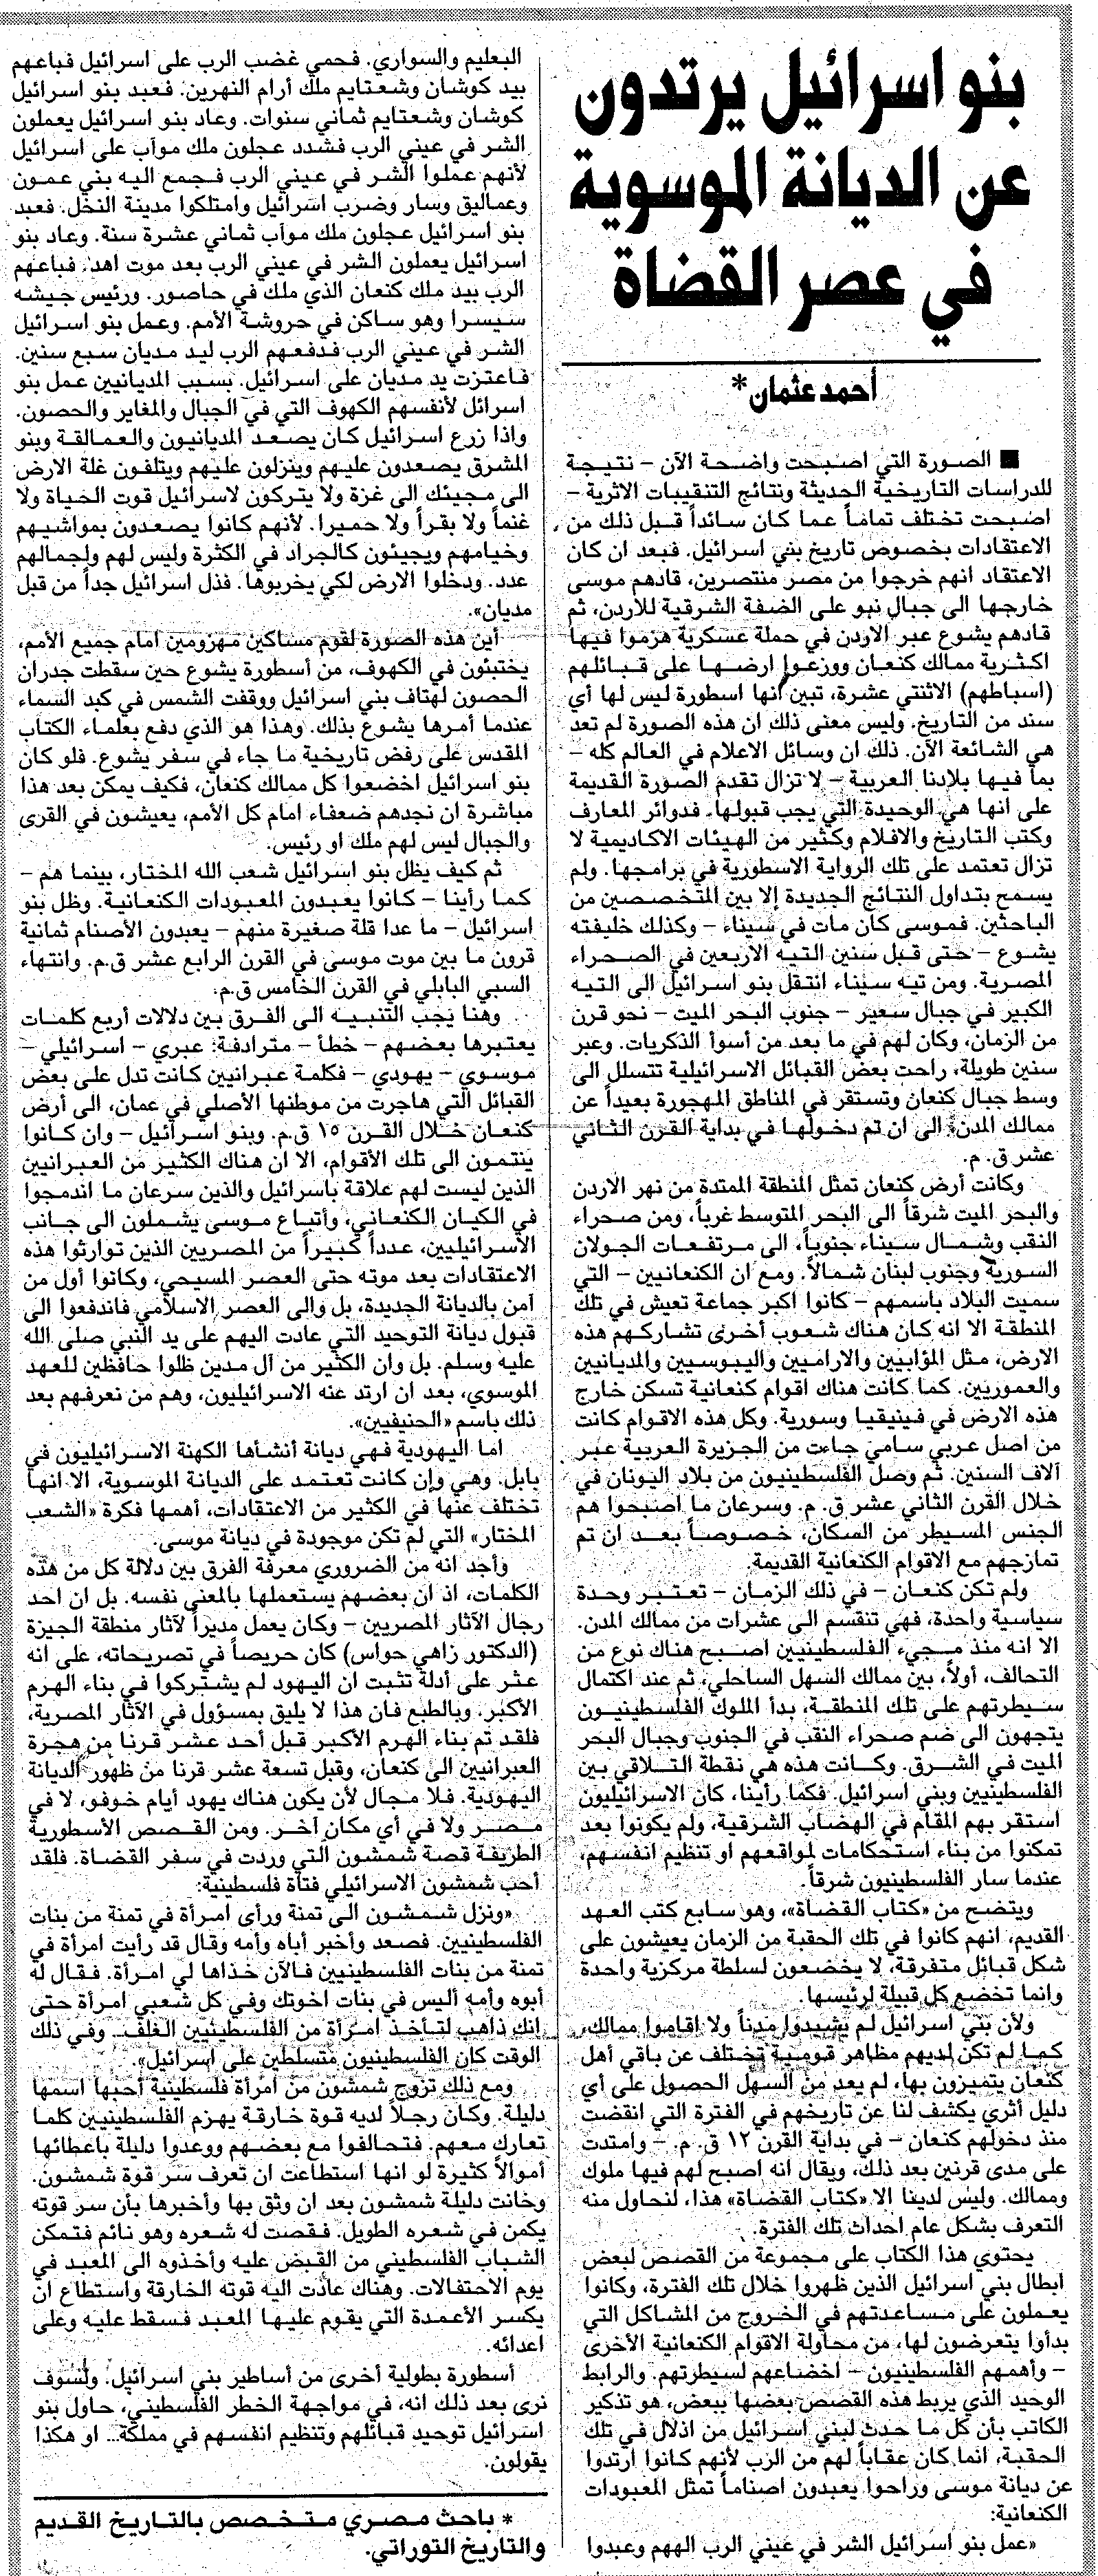 بنو اسرائيل يرتدون
عن الديانة الموسوية
في عصر القضاة
أحمد عثمان*
■ الصورة التي اصبحت واضحة الآن – نتيجة
للدراسات التاريخية الحديثة ونتائج التنقيبات الاثرية –
اصبحت تختلف تماماً عما كان سائداً قبل ذلك من
الاعتقادات بخصوص تاريخ بني اسرائيل. فبعد ان كان
الاعتقاد انهم خرجوا من مصر منتصرين، قادهم موسى
خارجها الى جبال نبو على الضفة الشرقية للأردن، ثم
قادهم يشوع عبر الاردن في حملة عسكرية هزموا فيها
اكثرية ممالك كنعان ووزعوا ارضها على قبائلهم
(اسباطهم) الاثنتي عشرة، تبين أنها اسطورة ليس لها أي
سند من التاريخ. وليس معنى ذلك ان هذه الصورة لم تعد
هي الشائعة الآن. ذلك ان وسائل الاعلام في العالم كله –
بما فيها بلادنا العربية – لا تزال تقدم الصورة القديمة
على انها هي الوحيدة التي يجب قبولها. فدوائر المعارف
وكتب التاريخ والافلام وكثير من الهيئات الاكاديمية لا
تزال تعتمد على تلك الرواية الاسطورية في برامجها. ولم
يسمح بتداول النتائج الجديدة إلا بين المتخصصين من
الباحثين. فموسى كان مات في سيناء – وكذلك خليفته
يشوع – حتى قبل سنين التيه الأربعين في الصحراء
المصرية. ومن تيه سيناء انتقل بنو اسرائيل الى التيه
الكبير في جبال سعير – جنوب البحر الميت – نحو قرن
من الزمان، وكان لهم في ما بعد من أسوأ الذكريات. وعبر
سنين طويلة، راحت بعض القبائل الاسرائيلية تتسلل الى
وسط جبال كنعان وتستقر في المناطق المهجورة بعيداً عن
ممالك المدن، الى ان تم دخولها في بداية القرن الثاني
عشر ق. م.
وكانت أرض كنعان تمثل المنطقة الممتدة من نهر الاردن
والبحر الميت شرقاً الى البحر المتوسط غرباً، ومن صحراء
النقب وشمال سيناء جنوباً، الى مرتفعات الجولان
السورية وجنوب لبنان شمالاً. ومع ان الكنعانيين – التي
سميت البلاد باسمهم – كانوا اكبر جماعة تعيش في تلك
المنطقة الا انه كان هناك شعوب أخرى تشاركهم هذه
الارض، مثل المؤابيين والاراميين واليبوسيين والمديانيين
والعموريين. كما كانت هناك اقوام كنعانية تسكن خارج
هذه الارض في فينيقيا وسورية. وكل هذه الاقوام كانت
من اصل عربي سامي جاءت من الجزيرة العربية عبر
آلاف السنين. ثم وصل الفلسطينيون من بلاد اليونان في
خلال القرن الثاني عشر ق. م. وسرعان ما اصبحوا هم
الجنس المسيطر من السكان، خصوصاً بعد ان تم
تمازجهم مع الاقوام الكنعانية القديمة.
ولم تكن كنعان – في ذلك الزمان – تعتبر وحدة
سياسية واحدة، فهي تنقسم الى عشرات من ممالك المدن.
الا انه منذ مجيء الفلسطينيين اصبح هناك نوع من
التحالف، أولاً، بين ممالك السهل الساحلي، ثم عند اكتمال
سيطرتهم على تلك المنطقة، بدأ الملوك الفلسطينيون
يتجهون الى ضم صحراء النقب في الجنوب وجبال البحر
الميت في الشرق. وكانت هذه هي نقطة التلاقي بين
الفلسطينيين وبني اسرائيل. فكما رأينا، كان الاسرائيليون
استقر بهم المقام في الهضاب الشرقية، ولم يكونوا بعد
تمكنوا من بناء استحكامات لمواقعهم او تنظيم انفسهم،
عندما سار الفلسطينيون شرقاً.
ويتضح من «كتاب القضاة»، وهو سابع كتب العهد
القديم، انهم كانوا في تلك الحقبة من الزمان يعيشون على
شكل قبائل متفرقة، لا يخضعون لسلطة مركزية واحدة
وانما تخضع كل قبيلة لرئيسها.
ولأن بني اسرائيل لم يشيدوا مدناً ولا اقاموا ممالك،
كما لم تكن لديهم مظاهر قومية تختلف عن باقي أهل
كنعان يتميزون بها، لم يعد من السهل الحصول على أي
دليل أثري يكشف لنا عن تاريخهم في الفترة التي انقضت
منذ دخولهم كنعان – في بداية القرن ١٢ ق. م. – وامتدت
على مدى قرنين بعد ذلك، ويقال انه اصبح لهم فيها ملوك
وممالك. وليس لدينا الا «كتاب القضاة» هذا، لنحاول منه
التعرف بشكل عام احداث تلك الفترة.
يحتوي هذا الكتاب على مجموعة من القصص لبعض
ابطال بني اسرائيل الذين ظهروا خلال تلك الفترة، وكانوا
يعملون على مساعدتهم في الخروج من المشاكل التي
بدأوا يتعرضون لها، من محاولة الاقوام الكنعانية الأخرى
– وأهمهم الفلسطينيون – اخضاعهم لسيطرتهم. والرابط
الوحيد الذي يربط هذه القصص بعضها ببعض، هو تذكير
الكاتب بأن كل ما حدث لبني اسرائيل من اذلال في تلك
الحقبة، انما كان عقاباً لهم من الرب لأنهم كانوا ارتدوا
عن ديانة موسى وراحوا يعبدون اصناماً تمثل المعبودات
الكنعانية:
«عمل بنو اسرائيل الشر في عيني الرب الههم وعبدوا
البعليم والسواري. فحمي غضب الرب على اسرائيل فباعهم
بيد كوشان وشعتايم ملك أرام النهرين. فعبد بنو اسرائيل
كوشان وشعتايم ثماني سنوات. وعاد بنو اسرائيل يعملون
الشر في عيني الرب فشدد عجلون ملك موآب على اسرائيل
لأنهم عملوا الشر في عيني الرب فجمع اليه بني عمون
وعماليق وسار وضرب اسرائيل وامتلكوا مدينة النخل. فعبد
بنو اسرائيل عجلون ملك موآب ثماني عشرة سنة. وعاد بنو
اسرائيل يعملون الشر في عيني الرب بعد موت اهد. فباعهم
الرب بيد ملك كنعان الذي ملك في حاصور. ورئيس جيشه
سيسرا وهو ساكن في حروشة الأمم. وعمل بنو اسرائيل
الشر في عيني الرب فدفعهم الرب ليد مديان سبع سنين.
فاعتزت يد مديان على اسرائيل. بسبب المديانيين عمل بنو
اسرائل لأنفسهم الكهوف التي في الجبال والمغاير والحصون.
واذا زرع اسرائيل كان يصعد المديانيون والعمالقة وبنو
المشرق يصعدون عليهم وينزلون عليهم ويتلفون غلة الارض
الى مجيئك الى غزة ولا يتركون لاسرائيل قوت الحياة ولا
غنماً ولا بقراً ولا حميرا. لأنهم كانوا يصعدون بمواشيهم
وخيامهم ويجيئون كالجراد في الكثرة وليس لهم ولجمالهم
عدد. ودخلوا الارض لكي يخربوها. فذل اسرائيل جداً من قبل
مديان».
أين هذه الصورة لقوم مساكين مهزومين امام جميع الأمم،
يختبئون في الكهوف، من أسطورة يشوع حين سقطت جدران
الحصون لهتاف بني اسرائيل ووقفت الشمس في كبد السماء
عندما أمرها يشوع بذلك. وهذا هو الذي دفع بعلماء الكتاب
المقدس على رفض تاريخية ما جاء في سفر يشوع. فلو كان
بنو اسرائيل اخضعوا كل ممالك كنعان، فكيف يمكن بعد هذا
مباشرة ان نجدهم ضعفاء امام كل الأمم، يعيشون في القرى
والجبال ليس لهم ملك او رئيس.
ثم كيف يظل بنو اسرائيل شعب الله المختار، بينما هم –
كما رأينا – كانوا يعبدون المعبودات الكنعانية. وظل بنو
اسرائيل – ما عدا قلة صغيرة منهم – يعبدون الأصنام ثمانية
قرون ما بين موت موسى في القرن الرابع عشر ق.م. وانتهاء
السبي البابلي في القرن الخامس ق.م.
وهنا يجب التنبيه الى الفرق بين دلالات أربع كلمات
يعتبرها بعضهم – خطأ – مترادفة: عبري – اسرائيلي –
موسوي – يهودي – فكلمة عبرانيين كانت تدل على بعض
القبائل التي هاجرت من موطنها الأصلي في عمان، الى أرض
كنعان خلال القرن ١٥ ق.م. وبنو اسرائيل – وان كانوا
ينتمون الى تلك الأقوام، الا ان هناك الكثير من العبرانيين
الذين ليست لهم علاقة باسرائيل والذين سرعان ما اندمجوا
في الكيان الكنعاني، وأتباع موسى يشملون الى جانب
الأسرائيليين، عدداً كبيراً من المصريين الذين توارثوا هذه
الاعتقادات بعد موته حتى العصر المسيحي، وكانوا أول من
آمن بالديانة الجديدة، بل والى العصر الاسلامي فاندفعوا الى
قبول ديانة التوحيد التي عادت اليهم على يد النبي صلى الله
عليه وسلم. بل وان الكثير من آل مدين ظلوا حافظين للعهد
الموسوي، بعد ان ارتد عنه الاسرائيليون، وهم من نعرفهم بعد
ذلك باسم «الحنيفيين».
اما اليهودية فهي ديانة أنشأها الكهنة الاسرائيليون في
بابل. وهي وإن كانت تعتمد على الديانة الموسوية، الا انها
تختلف عنها في الكثير من الاعتقادات، أهمها فكرة «الشعب
المختار» التي لم تكن موجودة في ديانة موسى.
وأجد انه من الضروري معرفة الفرق بين دلالة كل من هذه
الكلمات، اذ ان بعضهم يستعملها بالمعنى نفسه. بل ان احد
رجال الآثار المصريين – وكان يعمل مديراً لآثار منطقة الجيزة
(الدكتور زاهي حواس) كان حريصاً في تصريحاته، على انه
عثر على أدلة تثبت ان اليهود لم يشتركوا في بناء الهرم
الأكبر. وبالطبع فان هذا لا يليق بمسؤول في الآثار المصرية،
فلقد تم بناء الهرم الأكبر قبل أحد عشر قرنا من هجرة
العبرانيين الى كنعان، وقبل تسعة عشر قرنا من ظهور الديانة
اليهودية. فلا مجال لأن يكون هناك يهود أيام خوفو، لا في
مصر ولا في أي مكان آخر. ومن القصص الأسطورية
الطريفة قصة شمشون التي وردت في سفر القضاة. فلقد
أحب شمشون الاسرائيلي فتاة فلسطينية:
«ونزل شمشون الى تمنة ورأى امرأة في تمنة من بنات
الفلسطينيين. فصعد وأخبر أباه وأمه وقال قد رأيت امرأة في
تمنة من بنات الفلسطينيين فالآن خذاها لي امرأة. فقال له
أبوه وأمه أليس في بنات اخوتك وفي كل شعبي امرأة حتى
انك ذاهب لتأخذ امرأة من الفلسطينيين الغلف.. وفي ذلك
الوقت كان الفلسطينيون متسلطين على اسرائيل».
ومع ذلك تزوج شمشون من امرأة فلسطينية أحبها اسمها
دليلة. وكان رجلاً لديه قوة خارقة يهزم الفلسطينيين كلما
تعارك معهم. فتحالفوا مع بعضهم ووعدوا دليلة باعطائها
أموالاً كثيرة لو انها استطاعت ان تعرف سر قوة شمشون.
وخانت دليلة شمشون بعد ان وثق بها وأخبرها بأن سر قوته
يكمن في شعره الطويل. فقصت له شعره وهو نائم فتمكن
الشباب الفلسطيني من القبض عليه وأخذوه الى المعبد في
يوم الاحتفالات. وهناك عادت اليه قوته الخارقة واستطاع ان
يكسر الأعمدة التي يقوم عليها المعبد فسقط عليه وعلى
اعدائه.
أسطورة بطولية أخرى من أساطير بني اسرائيل. ولسوف
نرى بعد ذلك انه، في مواجهة الخطر الفلسطيني، حاول بنو
اسرائيل توحيد قبائلهم وتنظيم انفسهم في مملكة... او هكذا
يقولون.
* باحث مصري متخصص بالتاريخ القديم
والتاريخ التوراتي.